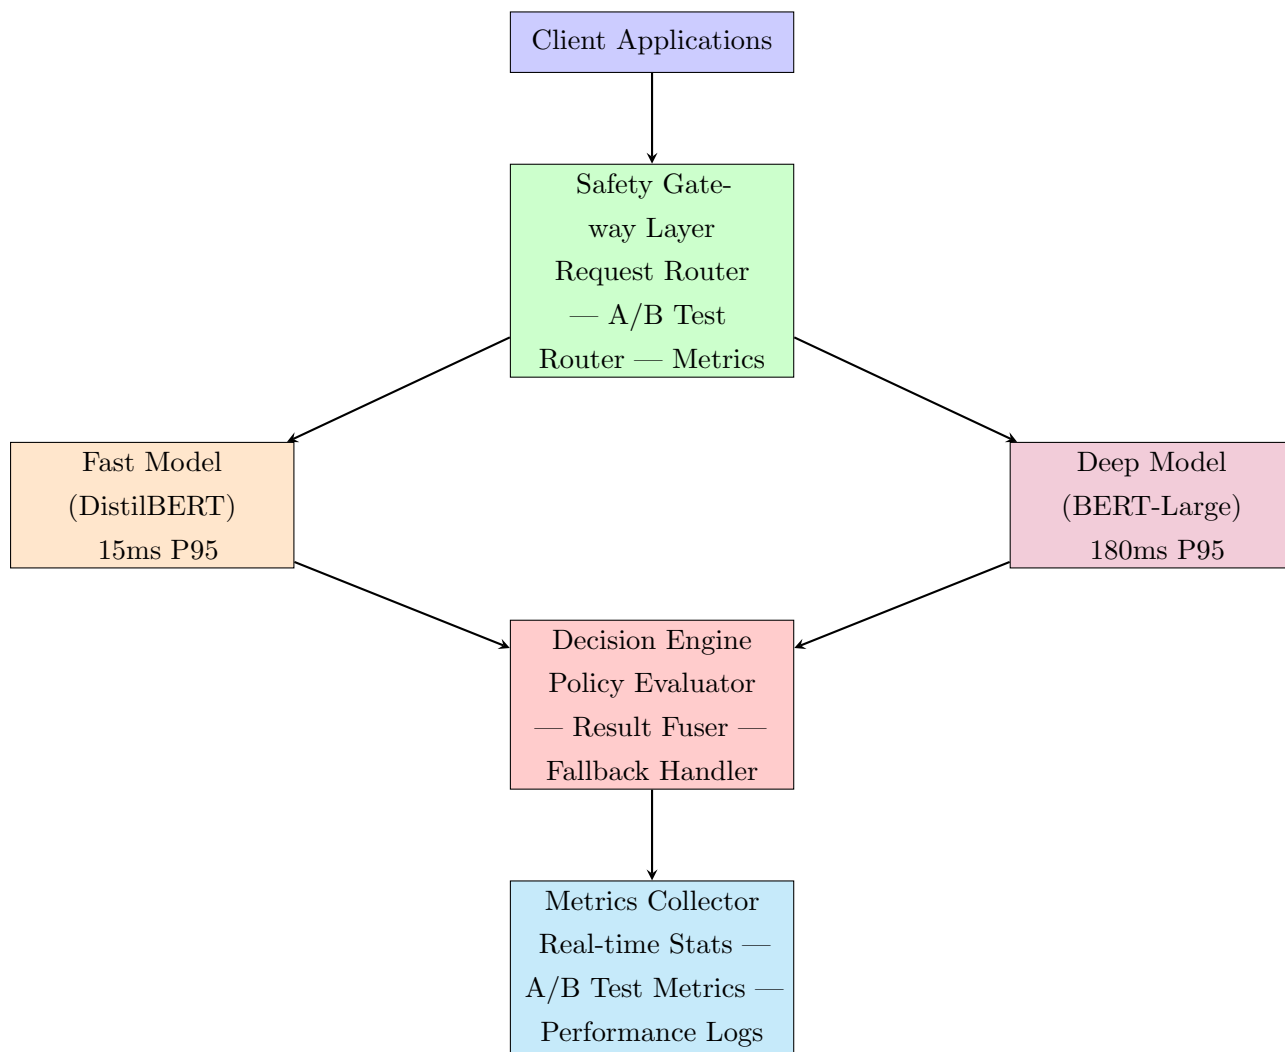 Client Applications
Safety Gate-
way Layer
Request Router
— A/B Test
Router — Metrics
Fast Model
(DistilBERT)
15ms P95
Deep Model
(BERT-Large)
180ms P95
Decision Engine
Policy Evaluator
— Result Fuser —
Fallback Handler
Metrics Collector
Real-time Stats —
A/B Test Metrics —
Performance Logs